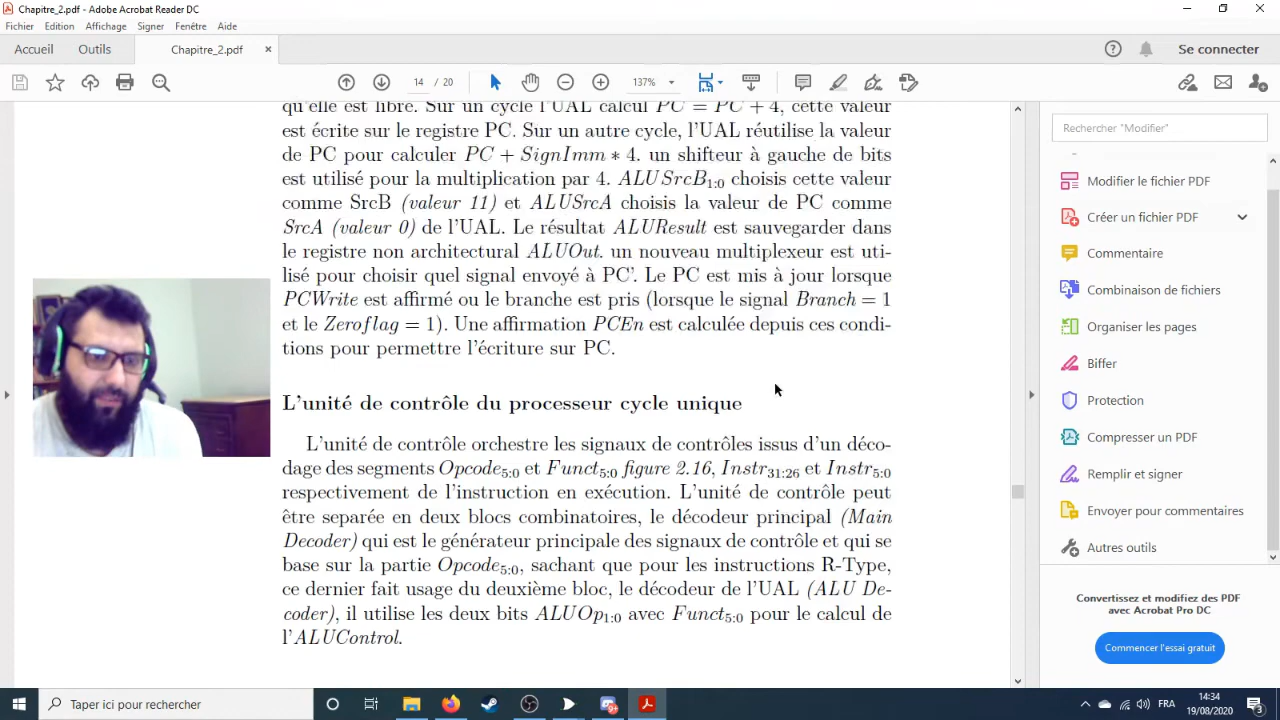 Chapitre_2.pdf - Adobe Acrobat Reader DC
Fichier Edition Affichage Signer Fenêtre Aide
Accueil Outils Chapitre_2.pdf × Se connecter
14 / 20 137%
qu'elle est libre. Sur un cycle l'UAL calcul PC = PC + 4, cette valeur
est écrite sur le registre PC. Sur un autre cycle, l'UAL réutilise la valeur
de PC pour calculer PC + SignImm ∗ 4. un shifteur à gauche de bits
est utilisé pour la multiplication par 4. ALUSrcB1:0 choisis cette valeur
comme SrcB (valeur 11) et ALUSrcA choisis la valeur de PC comme
SrcA (valeur 0) de l'UAL. Le résultat ALUResult est sauvegarder dans
le registre non architectural ALUOut. un nouveau multiplexeur est uti-
lisé pour choisir quel signal envoyé à PC'. Le PC est mis à jour lorsque
PCWrite est affirmé ou le branche est pris (lorsque le signal Branch = 1
et le Zeroflag = 1). Une affirmation PCEn est calculée depuis ces condi-
tions pour permettre l'écriture sur PC.
L'unité de contrôle du processeur cycle unique
L'unité de contrôle orchestre les signaux de contrôles issus d'un déco-
dage des segments Opcode5:0 et Funct5:0 figure 2.16, Instr31:26 et Instr5:0
respectivement de l'instruction en exécution. L'unité de contrôle peut
être separée en deux blocs combinatoires, le décodeur principal (Main
Decoder) qui est le générateur principale des signaux de contrôle et qui se
base sur la partie Opcode5:0, sachant que pour les instructions R-Type,
ce dernier fait usage du deuxième bloc, le décodeur de l'UAL (ALU De-
coder), il utilise les deux bits ALUOp1:0 avec Funct5:0 pour le calcul de
l'ALUControl.
Rechercher "Modifier"
Modifier le fichier PDF
Créer un fichier PDF
Commentaire
Combinaison de fichiers
Organiser les pages
Biffer
Protection
Compresser un PDF
Remplir et signer
Envoyer pour commentaires
Autres outils
Convertissez et modifiez des PDF
avec Acrobat Pro DC
Commencer l'essai gratuit
Taper ici pour rechercher
FRA
14:34
19/08/2020
3